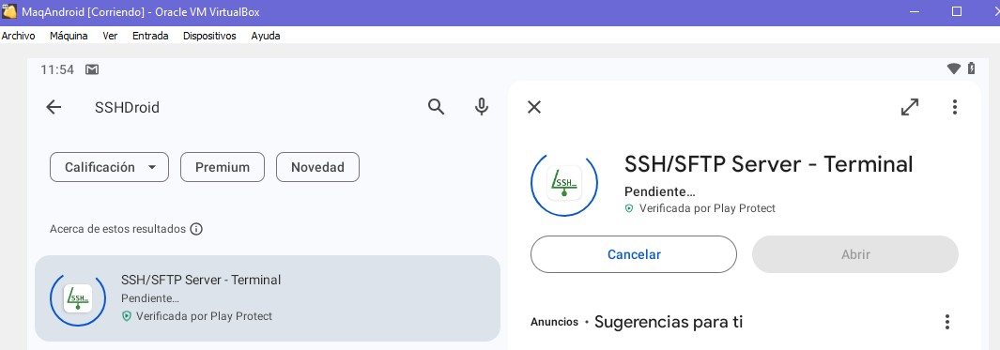 MaqAndroid [Corriendo] - Oracle VM VirtualBox
Archivo Máquina Ver Entrada Dispositivos Ayuda
11:54
SSHDroid
Calificación Premium Novedad
Acerca de estos resultados
SSH...
SSH/SFTP Server - Terminal
Pendiente...
Verificada por Play Protect
SSH...
SSH/SFTP Server - Terminal
Pendiente...
Verificada por Play Protect
Cancelar Abrir
Anuncios • Sugerencias para ti